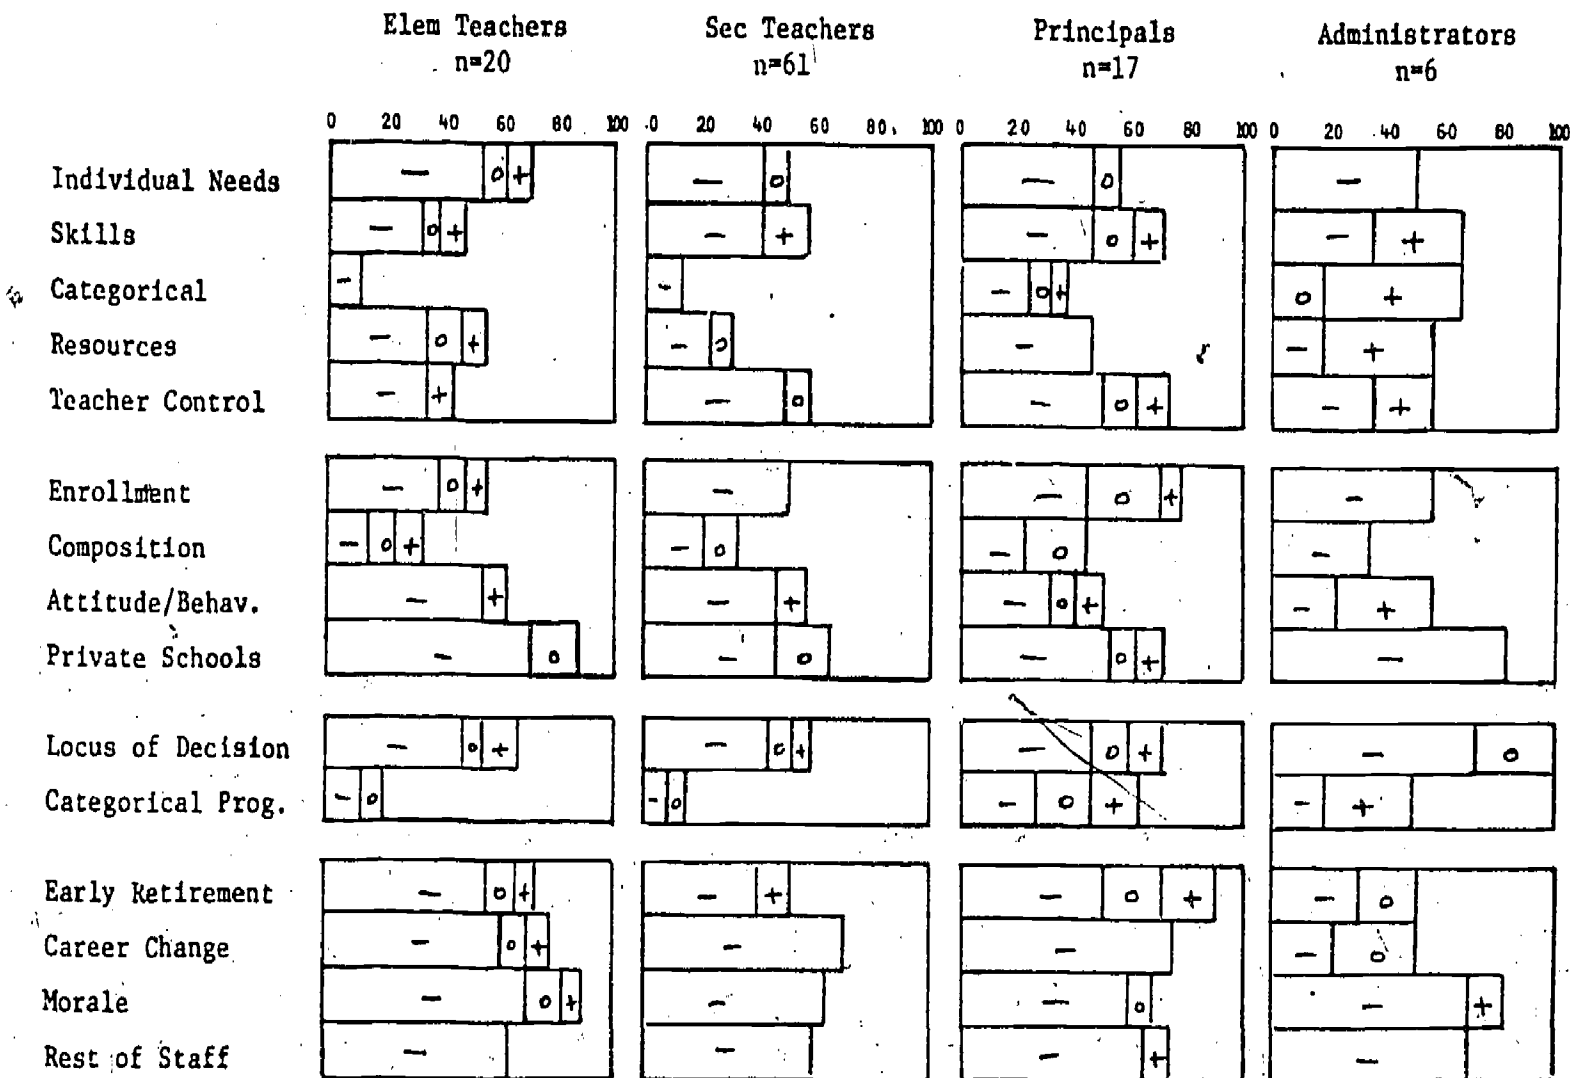 Elem Teachers Sec Teachers Principals Administrators
n=20 n=61 n=17 n=6
0 20 40 60 80 100 0 20 40 60 80 100 0 20 40 60 80 100 0 20 40 60 80 100
Individual Needs - o + - o - o -
Skills - o + - + - o + - +
Categorical - - - o + o +
Resources - o + - o - - +
Teacher Control - + - o - o + - +
Enrollment - o + - - o + -
Composition - o + - o - o -
Attitude/Behav. - + - + - o + - +
Private Schools - o - o - o + -
Locus of Decision - o + - o + - o + - o
Categorical Prog. - o - o - o + - +
Early Retirement - o + - + - o + - o
Career Change - o + - - - o
Morale - o + - - o - +
Rest of Staff - - - + -